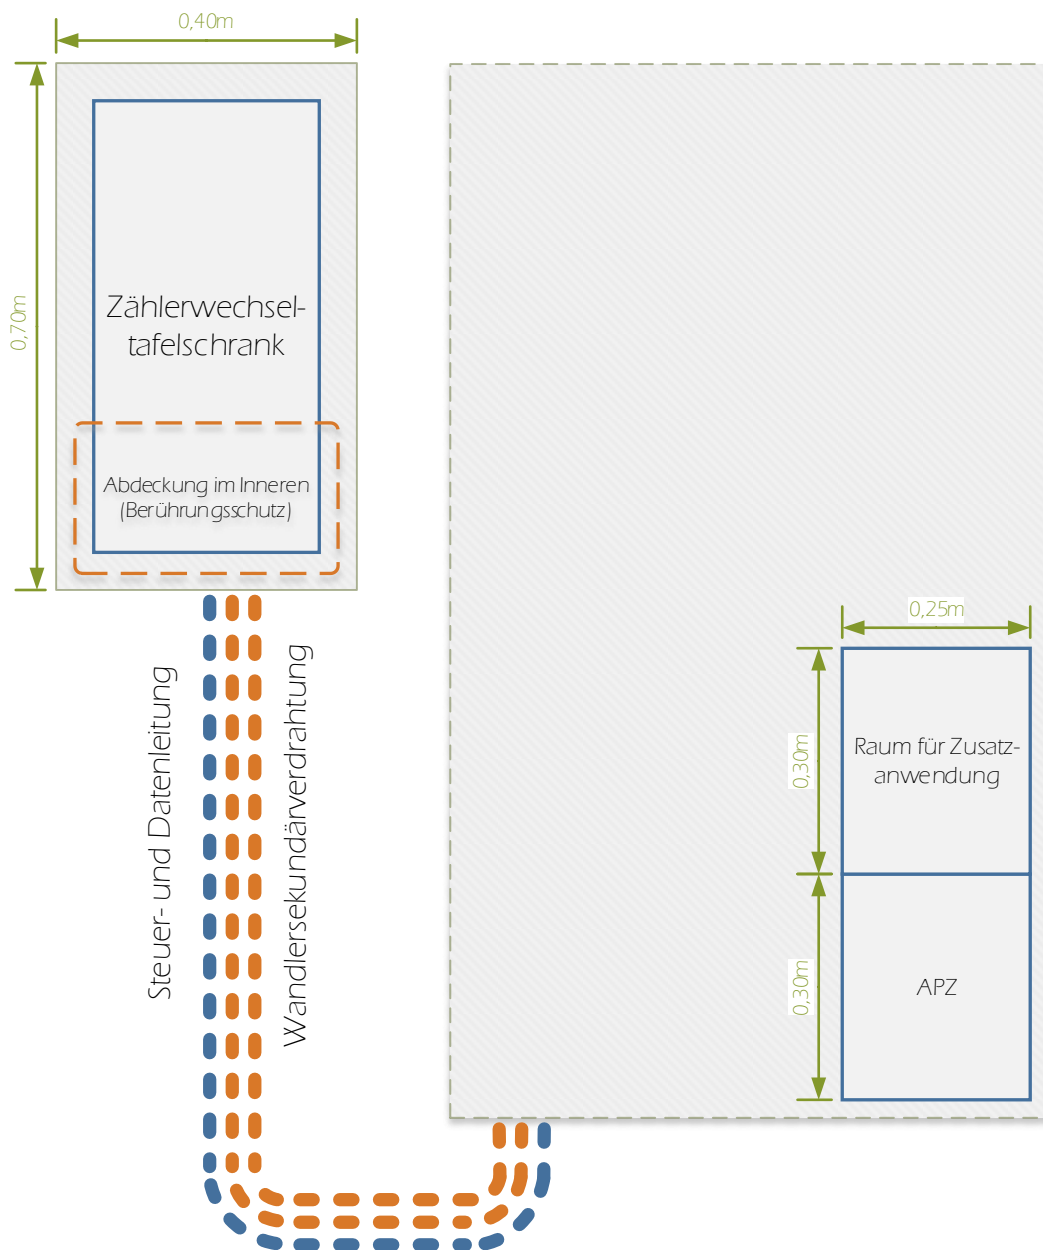 0,40m
0,70m
Zählerwechsel-
tafelschrank
Abdeckung im Inneren
(Berührungsschutz)
Steuer- und Datenleitung
Wandlersekundärverdrahtung
0,25m
0,30m
Raum für Zusatz-
anwendung
0,30m
APZ